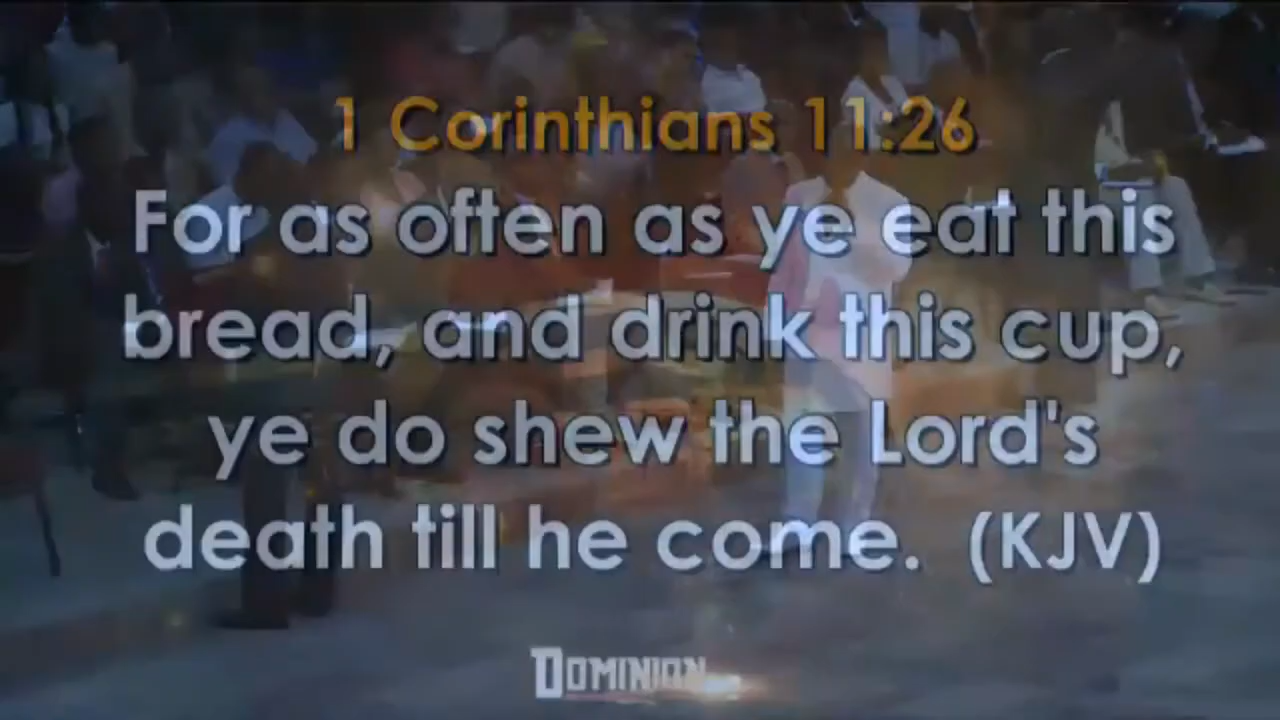 1 Corinthians 11:26
For as often as ye eat this
bread, and drink this cup,
ye do shew the Lord's
death till he come. (KJV)
DOMINION